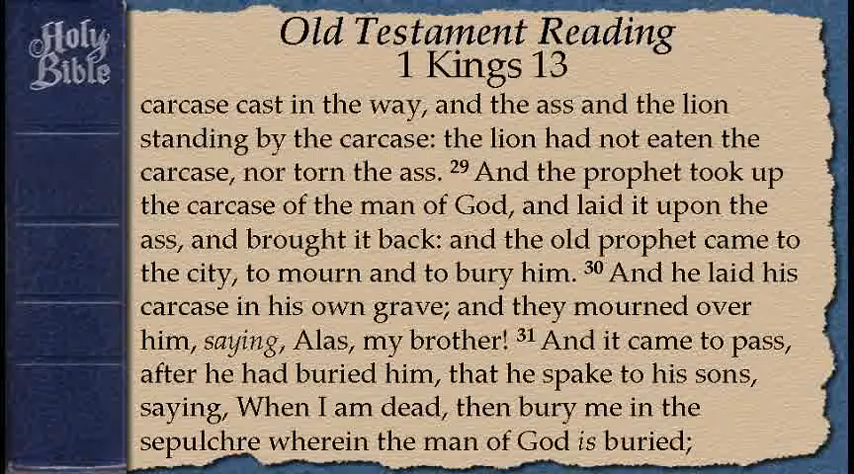 Holy
Bible
Old Testament Reading
1 Kings 13
carcase cast in the way, and the ass and the lion
standing by the carcase: the lion had not eaten the
carcase, nor torn the ass. 29 And the prophet took up
the carcase of the man of God, and laid it upon the
ass, and brought it back: and the old prophet came to
the city, to mourn and to bury him. 30 And he laid his
carcase in his own grave; and they mourned over
him, saying, Alas, my brother! 31 And it came to pass,
after he had buried him, that he spake to his sons,
saying, When I am dead, then bury me in the
sepulchre wherein the man of God is buried;